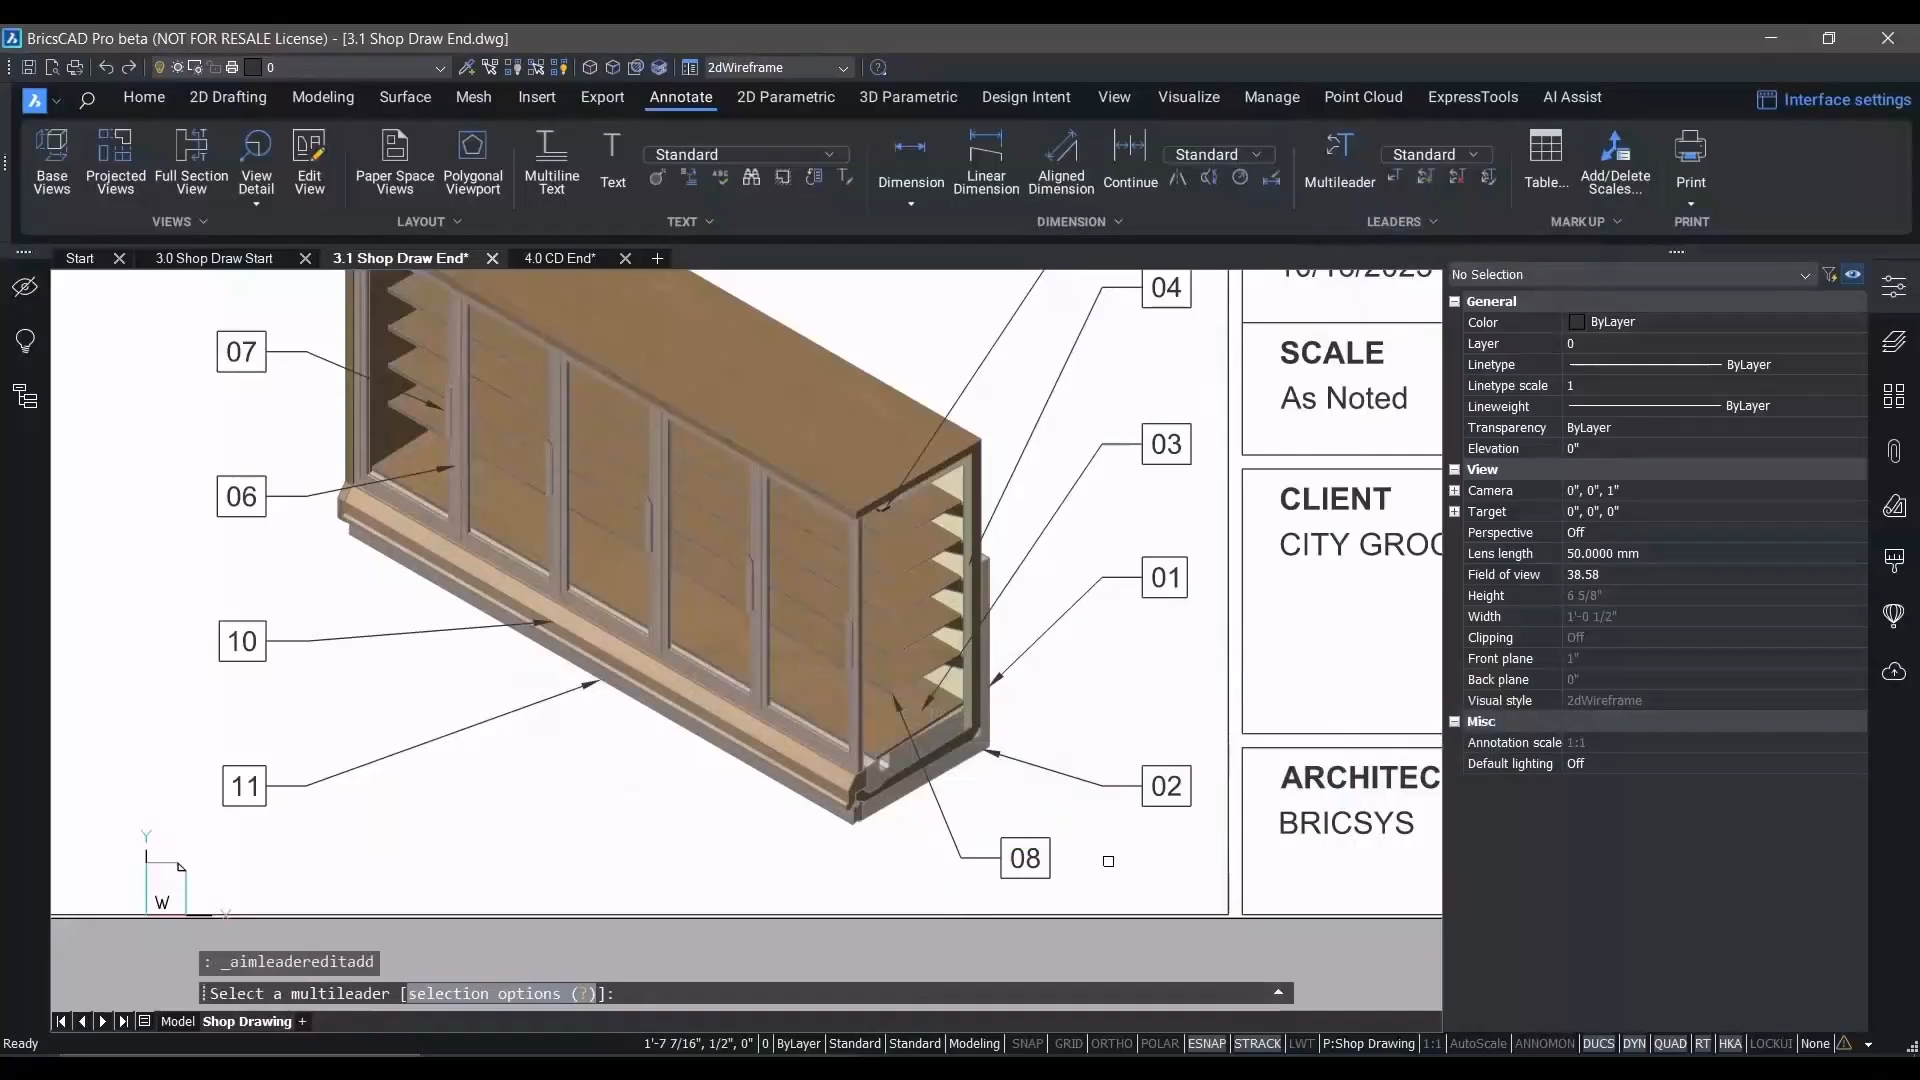 BricsCAD Pro beta (NOT FOR RESALE License) - [3.1 Shop Draw End.dwg]
0
2dWireframe
Home 2D Drafting Modeling Surface Mesh Insert Export Annotate 2D Parametric 3D Parametric Design Intent View Visualize Manage Point Cloud ExpressTools AI Assist Interface settings
Standard Standard Standard
Base Views Projected Views Full Section View View Detail Edit View Paper Space Views Polygonal Viewport Multiline Text Text Dimension Linear Dimension Aligned Dimension Continue Multileader Table... Add/Delete Scales... Print
VIEWS LAYOUT TEXT DIMENSION LEADERS MARKUP PRINT
Start 3.0 Shop Draw Start 3.1 Shop Draw End* 4.0 CD End* +
No Selection
General
Color ByLayer
Layer 0
Linetype ByLayer
Linetype scale 1
Lineweight ByLayer
Transparency ByLayer
Elevation 0"
View
Camera 0", 0", 1"
Target 0", 0", 0"
Perspective Off
Lens length 50.0000 mm
Field of view 38.58
Height 6 5/8"
Width 1'-0 1/2"
Clipping Off
Front plane 1"
Back plane 0"
Visual style 2dWireframe
Misc
Annotation scale 1:1
Default lighting Off
04
07
03
06
01
10
11
02
08
SCALE
As Noted
CLIENT
CITY GROC
ARCHITEC
BRICSYS
Y
W
X
: _aimleadereditadd
Select a multileader [selection options (?)]:
Model Shop Drawing +
Ready 1'-7 7/16", 1/2", 0" 0 ByLayer Standard Standard Modeling SNAP GRID ORTHO POLAR ESNAP STRACK LWT P:Shop Drawing 1:1 AutoScale ANNOMON DUCS DYN QUAD RT HKA LOCKUI None